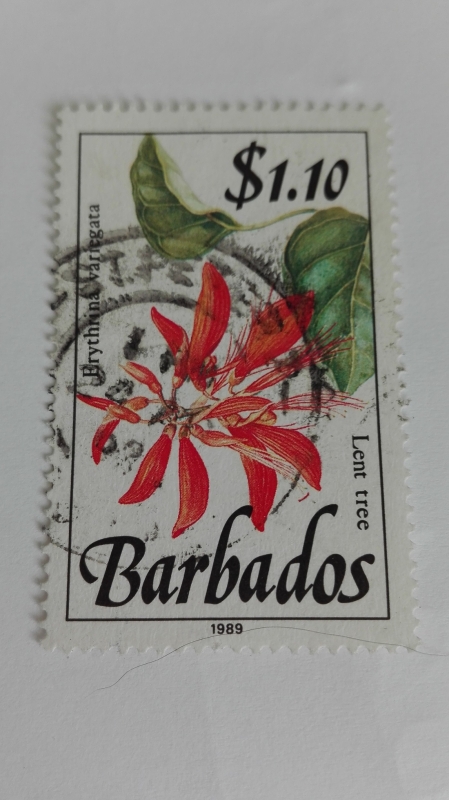 $1.10
Erythrina variegata
Lent tree
Barbados
1989